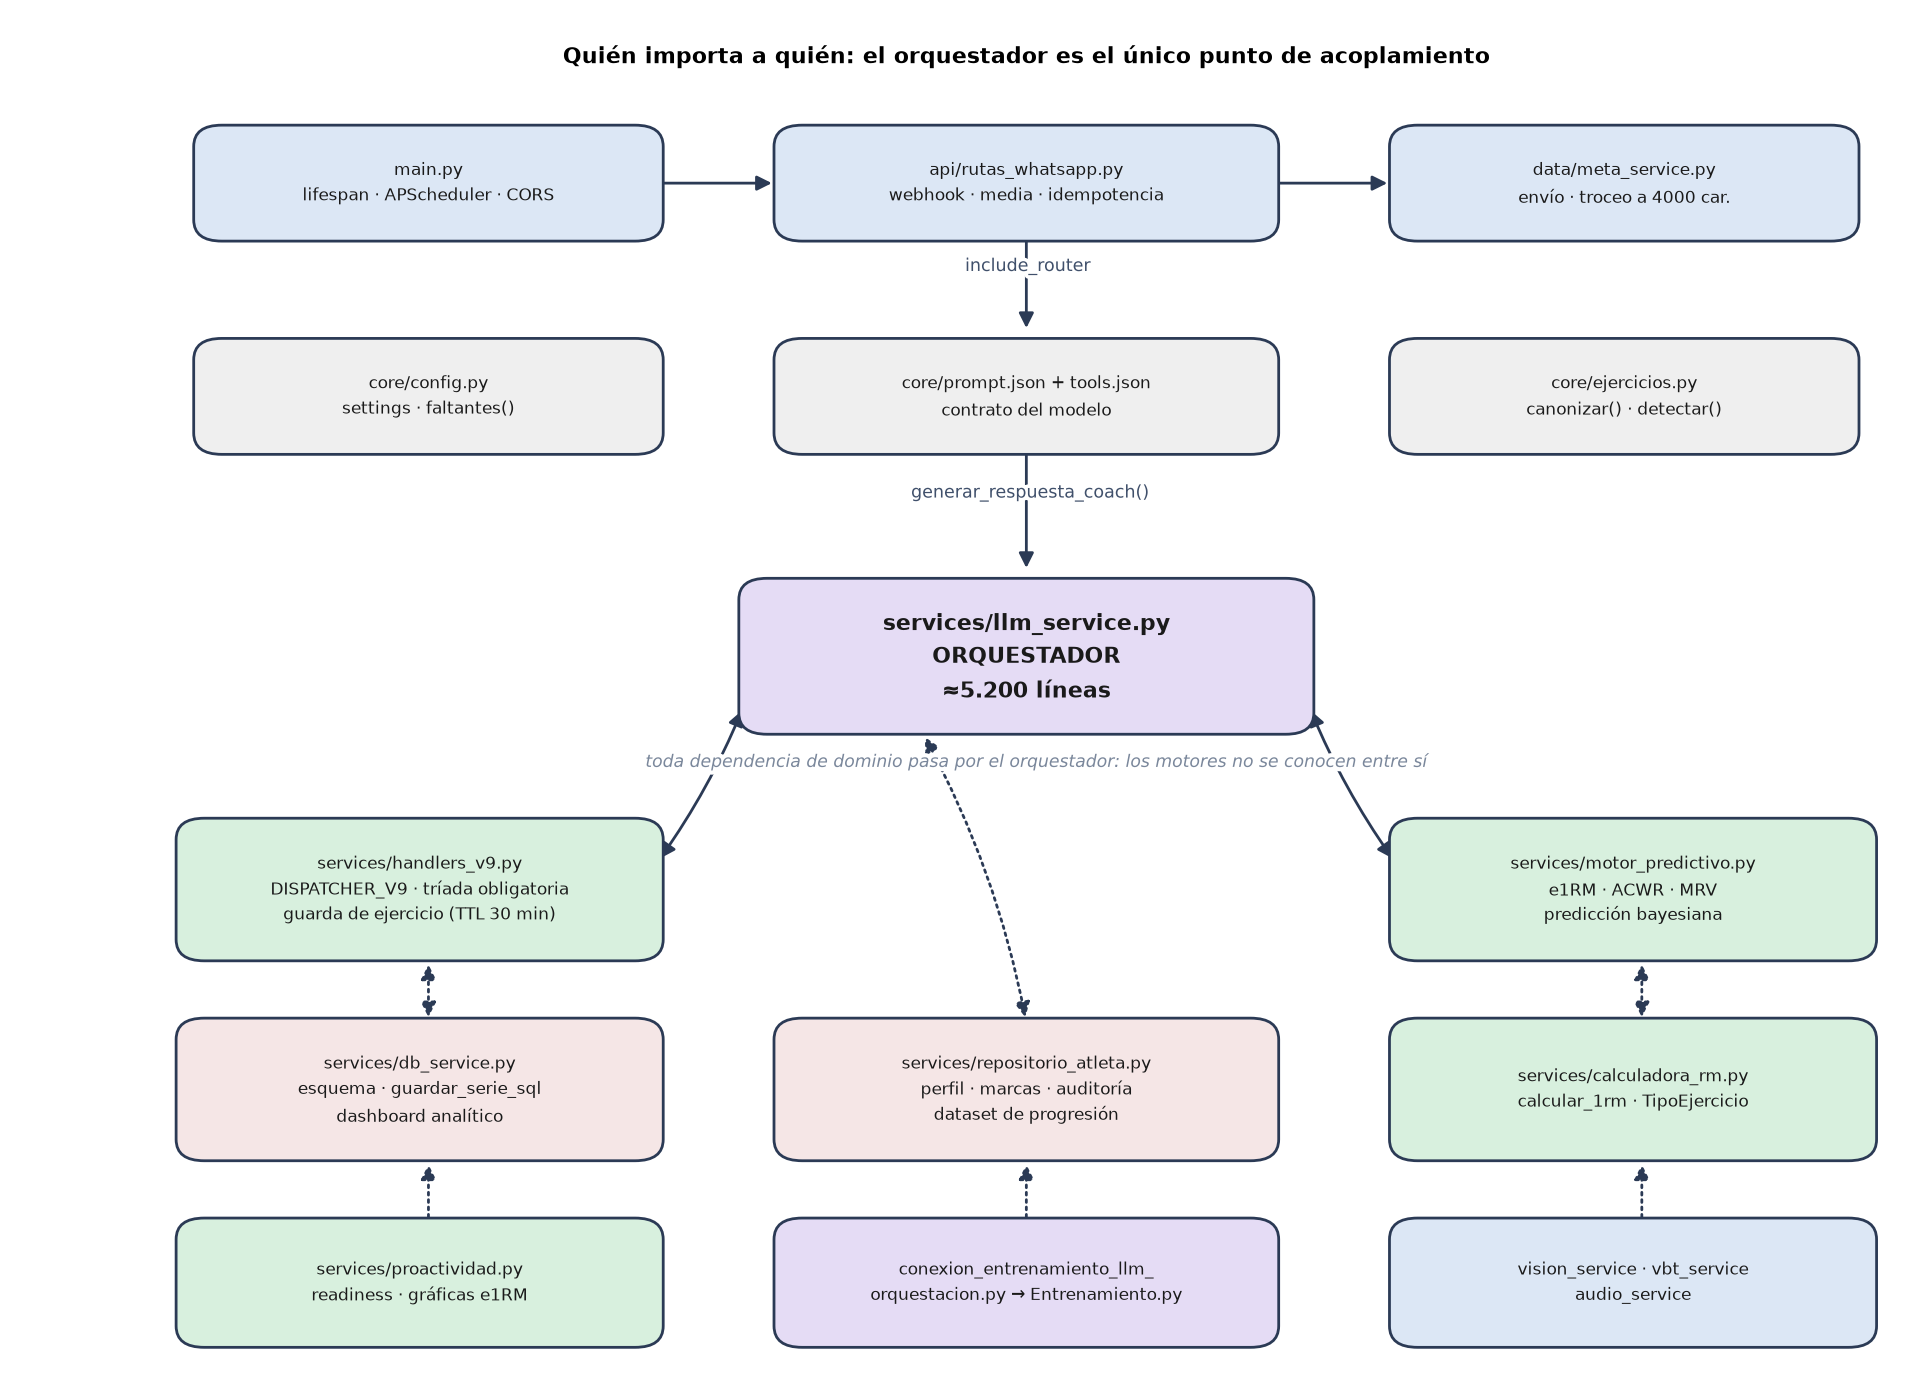 Quién importa a quién: el orquestador es el único punto de acoplamiento
main.py
lifespan · APScheduler · CORS
api/rutas_whatsapp.py
webhook · media · idempotencia
data/meta_service.py
envío · troceo a 4000 car.
include_router
core/config.py
settings · faltantes()
core/prompt.json + tools.json
contrato del modelo
core/ejercicios.py
canonizar() · detectar()
generar_respuesta_coach()
services/llm_service.py
ORQUESTADOR
≈5.200 líneas
toda dependencia de dominio pasa por el orquestador: los motores no se conocen entre sí
services/handlers_v9.py
DISPATCHER_V9 · tríada obligatoria
guarda de ejercicio (TTL 30 min)
services/motor_predictivo.py
e1RM · ACWR · MRV
predicción bayesiana
services/db_service.py
esquema · guardar_serie_sql
dashboard analítico
services/repositorio_atleta.py
perfil · marcas · auditoría
dataset de progresión
services/calculadora_rm.py
calcular_1rm · TipoEjercicio
services/proactividad.py
readiness · gráficas e1RM
conexion_entrenamiento_llm_
orquestacion.py → Entrenamiento.py
vision_service · vbt_service
audio_service